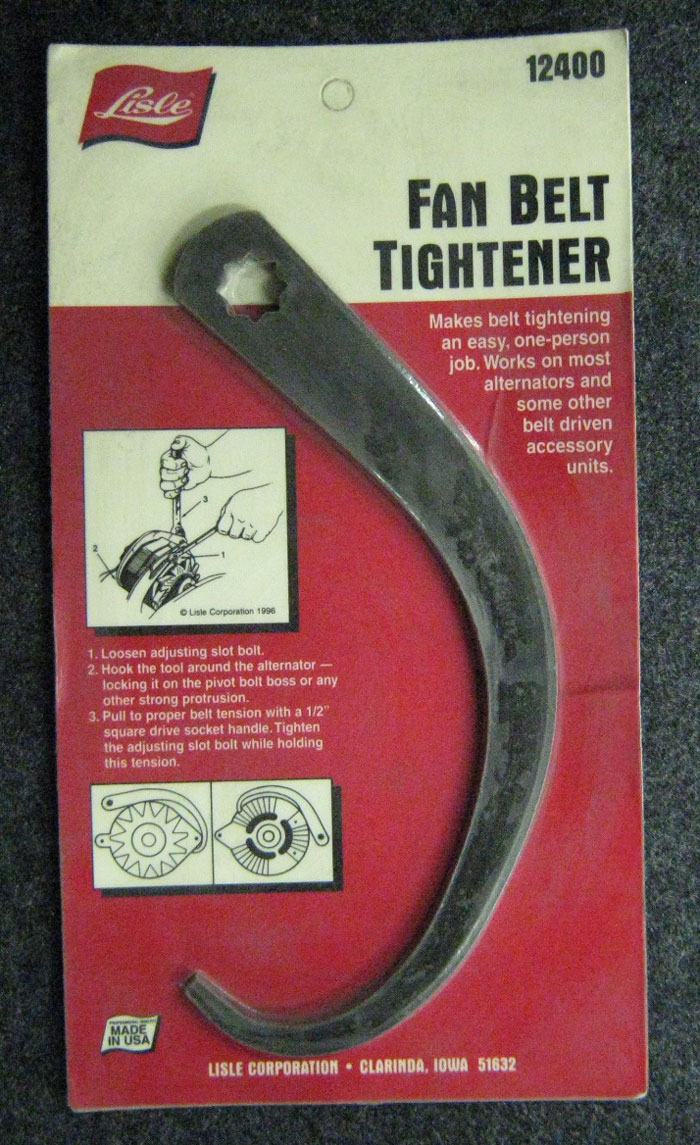 Lisle
12400
FAN BELT
TIGHTENER
Makes belt tightening
an easy, one-person
job. Works on most
alternators and
some other
belt driven
accessory
units.
3
2
1
© Lisle Corporation 1996
1. Loosen adjusting slot bolt.
2. Hook the tool around the alternator —
locking it on the pivot bolt boss or any
other strong protrusion.
3. Pull to proper belt tension with a 1/2"
square drive socket handle. Tighten
the adjusting slot bolt while holding
this tension.
MADE
IN USA
LISLE CORPORATION • CLARINDA, IOWA 51632